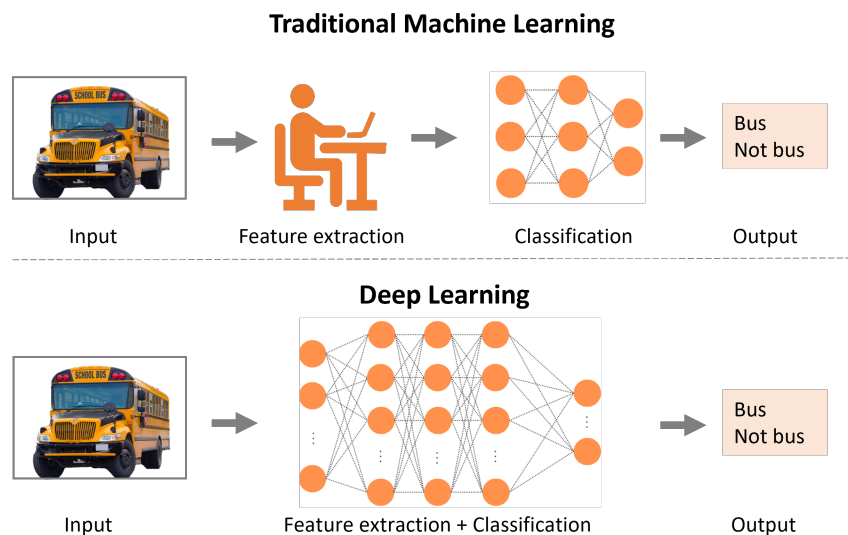 Traditional Machine Learning
SCHOOL BUS
Bus
Not bus
Input
Feature extraction
Classification
Output
Deep Learning
SCHOOL BUS
Bus
Not bus
Input
Feature extraction + Classification
Output